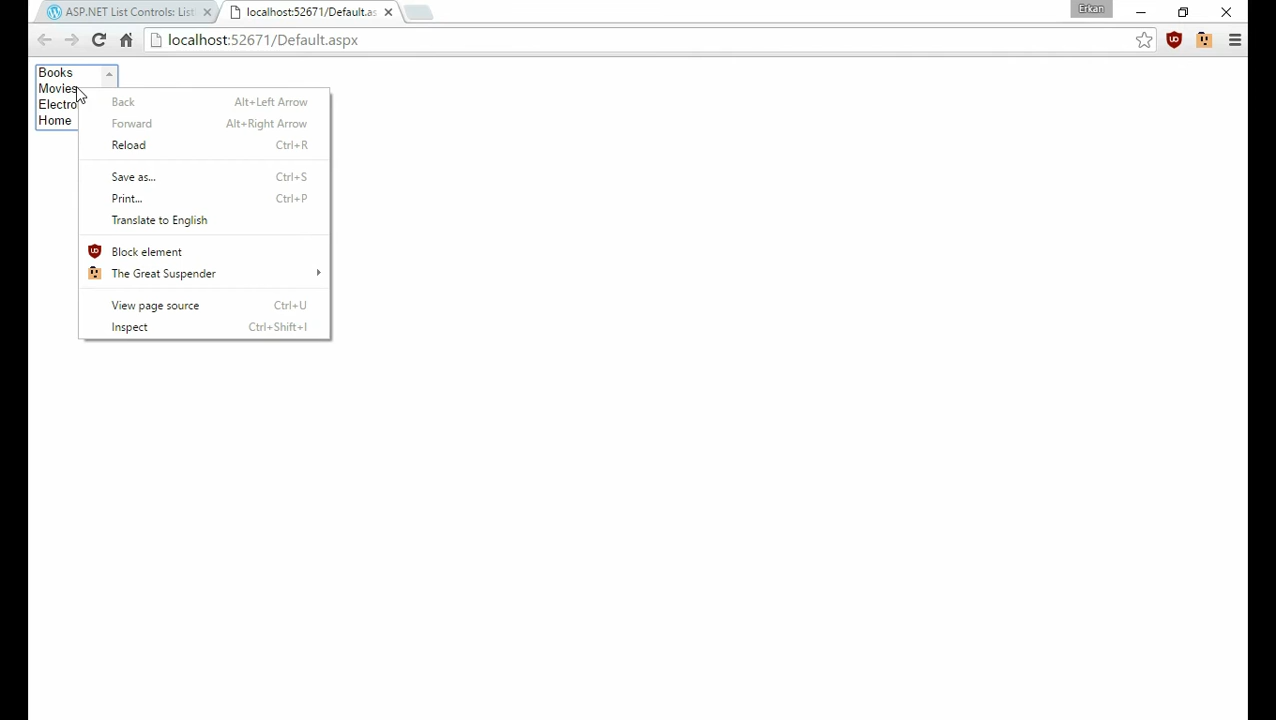 ASP.NET List Controls: List
localhost:52671/Default.as
Erkan
localhost:52671/Default.aspx
Books
Movies
Electro
Home
Back Alt+Left Arrow
Forward Alt+Right Arrow
Reload Ctrl+R
Save as... Ctrl+S
Print... Ctrl+P
Translate to English
Block element
The Great Suspender
View page source Ctrl+U
Inspect Ctrl+Shift+I